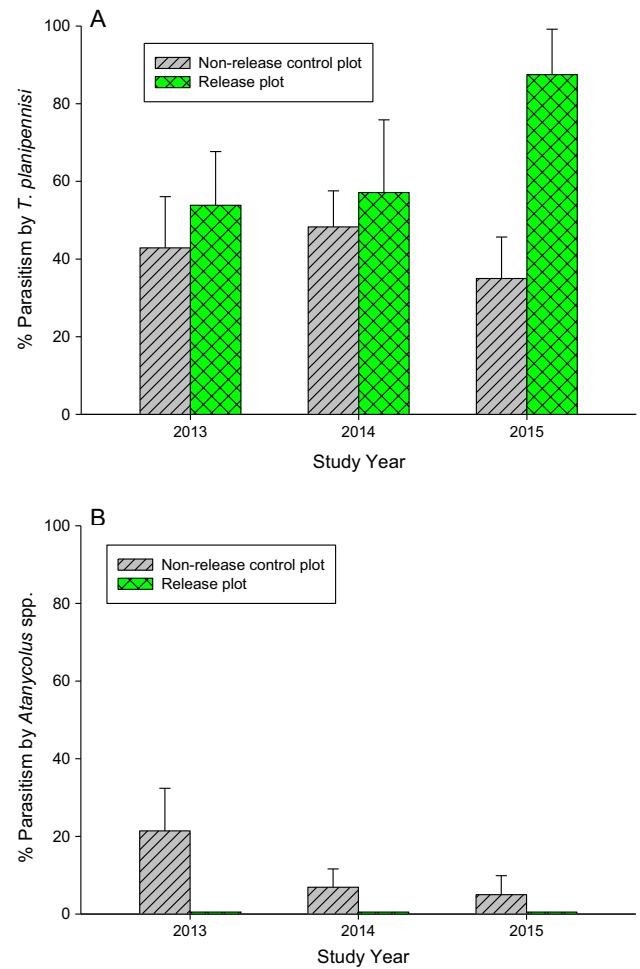 A
100
80
60
40
20
0
% Parasitism by T. planipennisi
Non-release control plot
Release plot
2013 2014 2015
Study Year
B
100
80
60
40
20
0
% Parasitism by Atanycolus spp.
Non-release control plot
Release plot
2013 2014 2015
Study Year